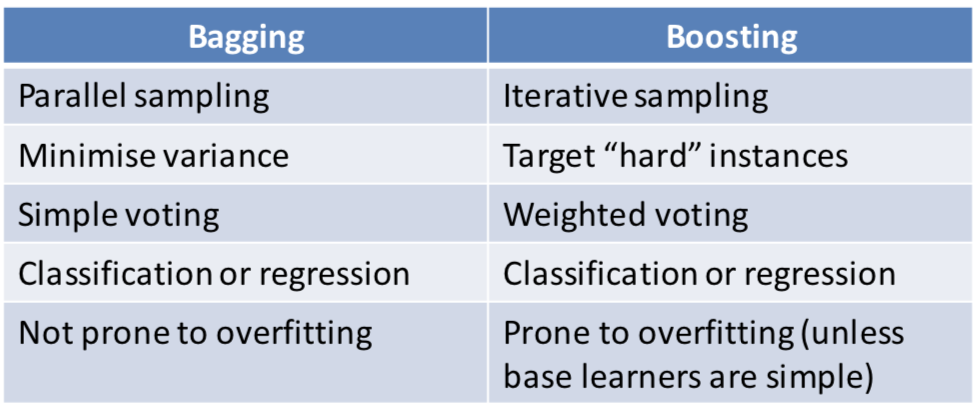 Bagging Boosting
Parallel sampling Iterative sampling
Minimise variance Target “hard” instances
Simple voting Weighted voting
Classification or regression Classification or regression
Not prone to overfitting Prone to overfitting (unless
base learners are simple)